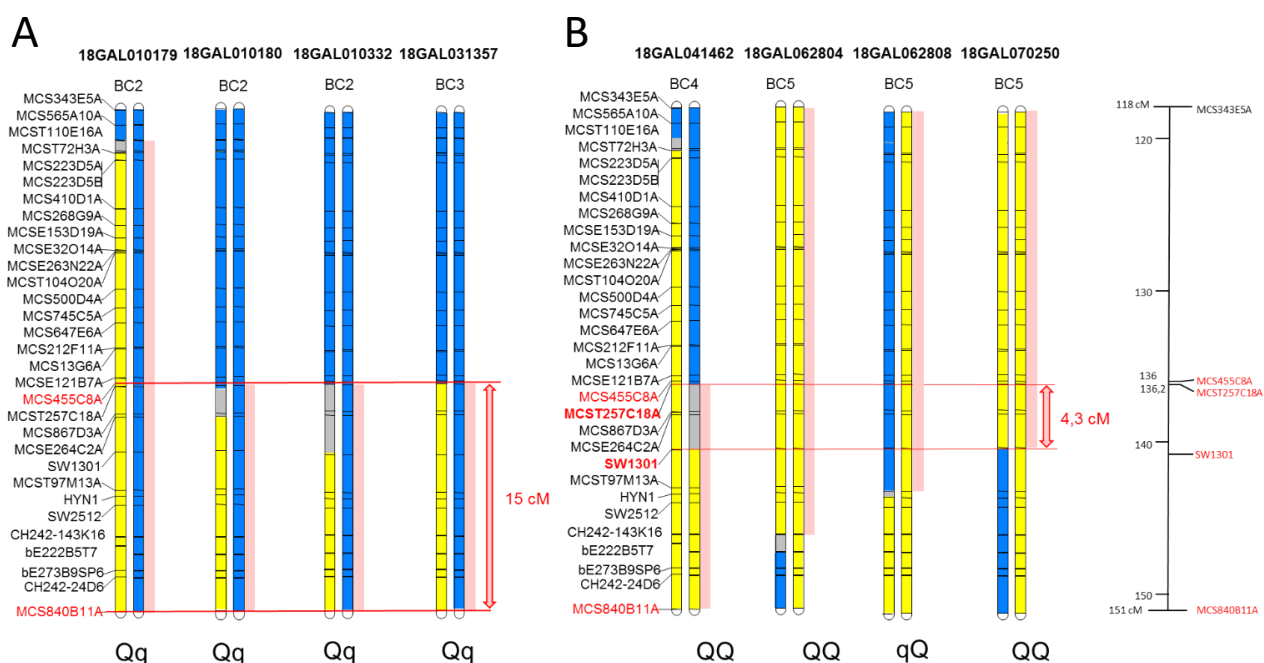 A
18GAL010179 18GAL010180 18GAL010332 18GAL031357
BC2 BC2 BC2 BC3
MCS343E5A
MCS565A10A
MCST110E16A
MCST72H3A
MCS223D5A
MCS223D5B
MCS410D1A
MCS268G9A
MCSE153D19A
MCSE32O14A
MCSE263N22A
MCST104O20A
MCS500D4A
MCS745C5A
MCS647E6A
MCS212F11A
MCS13G6A
MCSE121B7A
MCS455C8A
MCST257C18A
MCS867D3A
MCSE264C2A
SW1301
MCST97M13A
HYN1
SW2512
CH242-143K16
bE222B5T7
bE273B9SP6
CH242-24D6
MCS840B11A
15 cM
Qq Qq Qq Qq
B
18GAL041462 18GAL062804 18GAL062808 18GAL070250
BC4 BC5 BC5 BC5
MCS343E5A
MCS565A10A
MCST110E16A
MCST72H3A
MCS223D5A
MCS223D5B
MCS410D1A
MCS268G9A
MCSE153D19A
MCSE32O14A
MCSE263N22A
MCST104O20A
MCS500D4A
MCS745C5A
MCS647E6A
MCS212F11A
MCS13G6A
MCSE121B7A
MCS455C8A
MCST257C18A
MCS867D3A
MCSE264C2A
SW1301
MCST97M13A
HYN1
SW2512
CH242-143K16
bE222B5T7
bE273B9SP6
CH242-24D6
MCS840B11A
4,3 cM
QQ QQ qQ QQ
118 cM MCS343E5A
120
130
136 MCS455C8A
136,2 MCST257C18A
140
SW1301
150
151 cM MCS840B11A